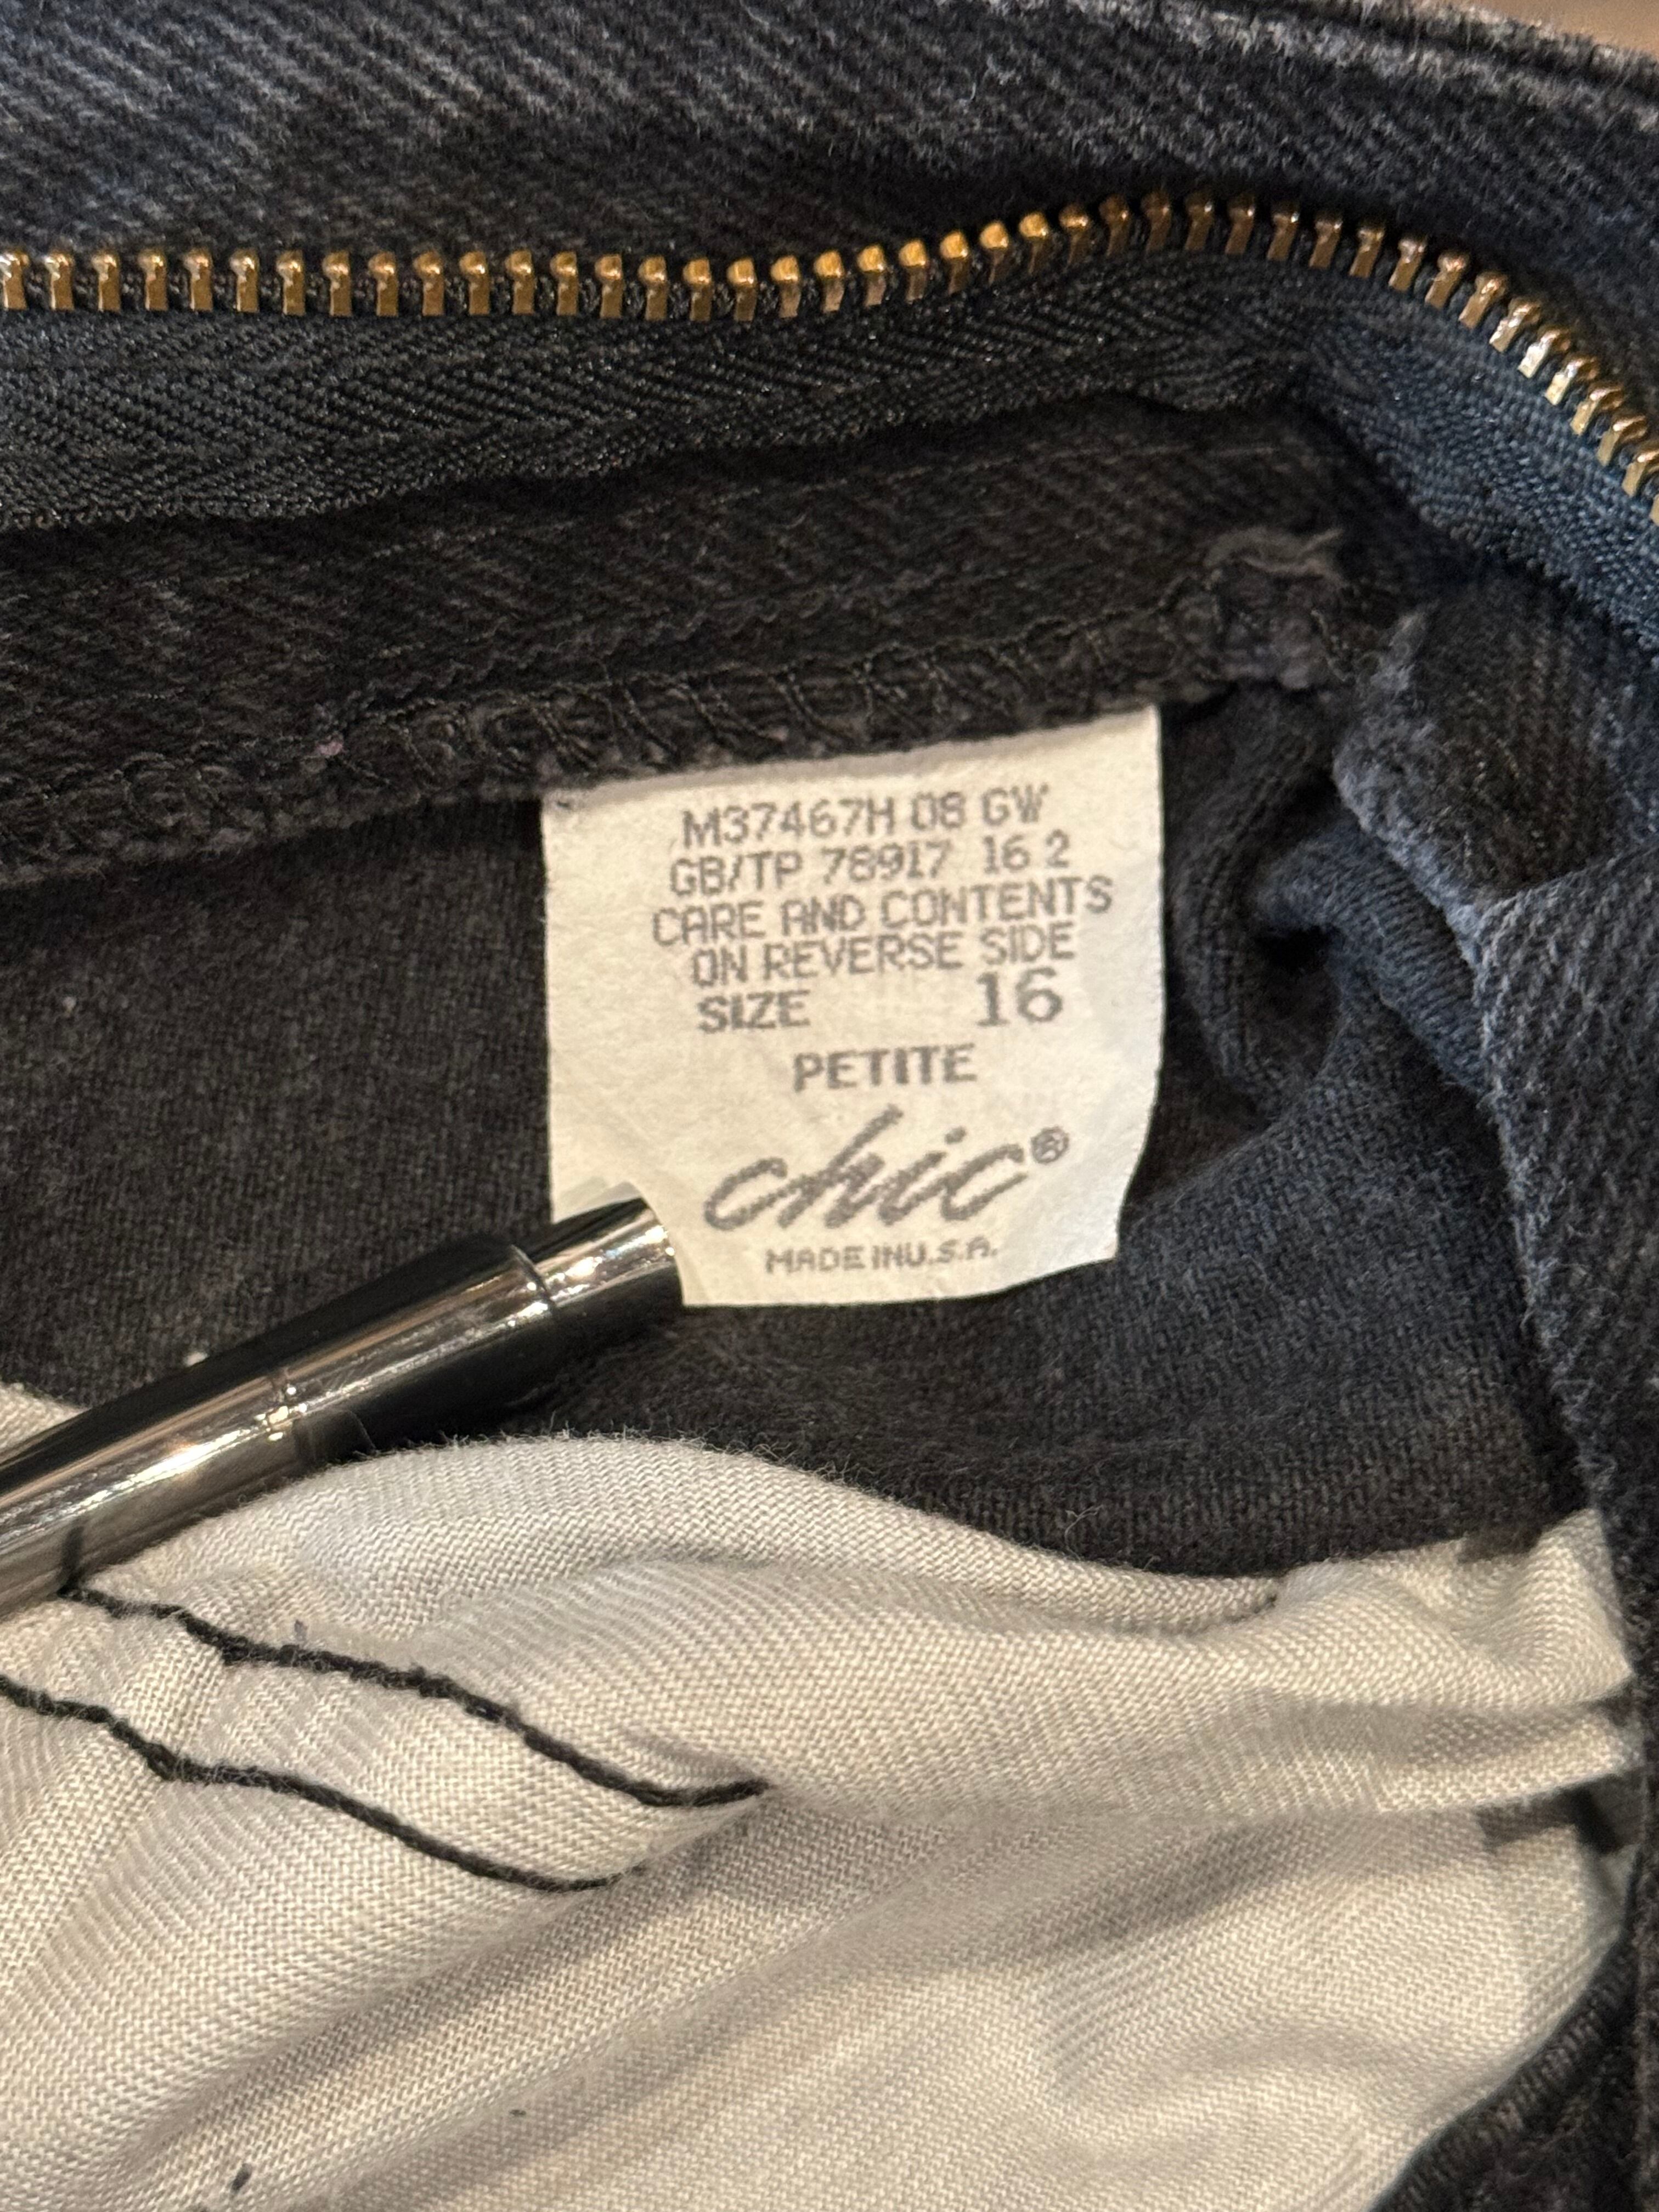 M37467H 08 GW
GB/TP 78917 16 2
CARE AND CONTENTS
ON REVERSE SIDE
SIZE 16
PETITE
chic®
MADE IN U.S.A.